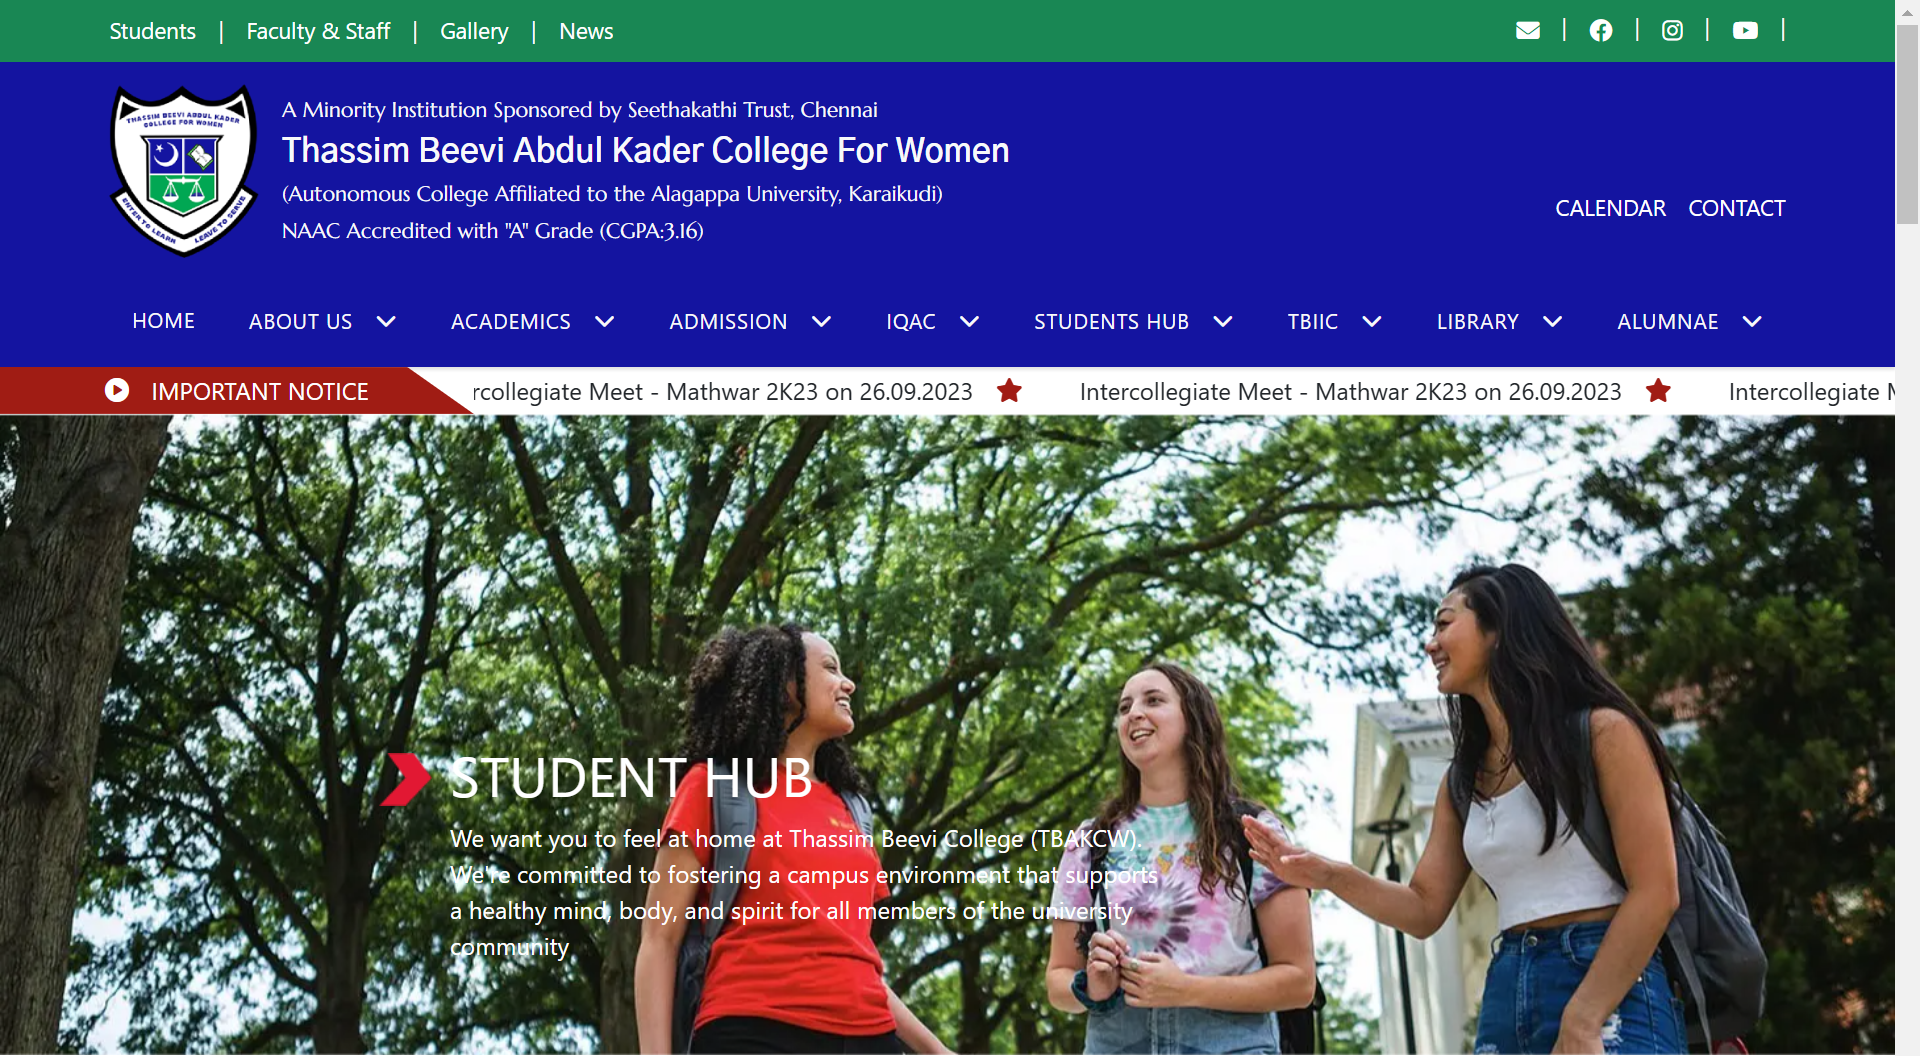 Students | Faculty & Staff | Gallery | News
THASSIM BEEVI ABDUL KADER
COLLEGE FOR WOMEN
ENTER TO LEARN LEAVE TO SERVE
A Minority Institution Sponsored by Seethakathi Trust, Chennai
Thassim Beevi Abdul Kader College For Women
(Autonomous College Affiliated to the Alagappa University, Karaikudi)
NAAC Accredited with "A" Grade (CGPA:3.16)
CALENDAR CONTACT
HOME ABOUT US ACADEMICS ADMISSION IQAC STUDENTS HUB TBIIC LIBRARY ALUMNAE
IMPORTANT NOTICE rcollegiate Meet - Mathwar 2K23 on 26.09.2023 Intercollegiate Meet - Mathwar 2K23 on 26.09.2023 Intercollegiate
STUDENT HUB
We want you to feel at home at Thassim Beevi College (TBAKCW).
We're committed to fostering a campus environment that supports
a healthy mind, body, and spirit for all members of the university
community